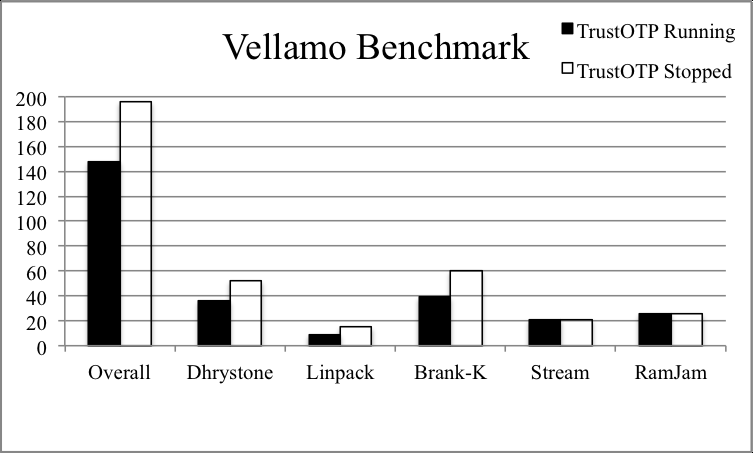 Vellamo Benchmark
TrustOTP Running
TrustOTP Stopped
200
180
160
140
120
100
80
60
40
20
0
Overall Dhrystone Linpack Brank-K Stream RamJam